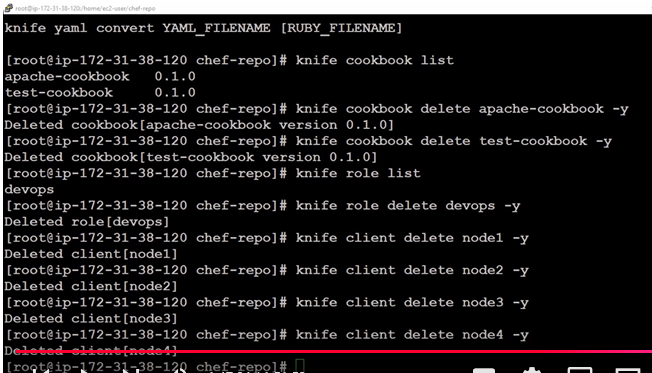 root@ip-172-31-38-120:/home/ec2-user/chef-repo
knife yaml convert YAML_FILENAME [RUBY_FILENAME]
[root@ip-172-31-38-120 chef-repo]# knife cookbook list
apache-cookbook   0.1.0
test-cookbook     0.1.0
[root@ip-172-31-38-120 chef-repo]# knife cookbook delete apache-cookbook -y
Deleted cookbook[apache-cookbook version 0.1.0]
[root@ip-172-31-38-120 chef-repo]# knife cookbook delete test-cookbook -y
Deleted cookbook[test-cookbook version 0.1.0]
[root@ip-172-31-38-120 chef-repo]# knife role list
devops
[root@ip-172-31-38-120 chef-repo]# knife role delete devops -y
Deleted role[devops]
[root@ip-172-31-38-120 chef-repo]# knife client delete node1 -y
Deleted client[node1]
[root@ip-172-31-38-120 chef-repo]# knife client delete node2 -y
Deleted client[node2]
[root@ip-172-31-38-120 chef-repo]# knife client delete node3 -y
Deleted client[node3]
[root@ip-172-31-38-120 chef-repo]# knife client delete node4 -y
Deleted client[node4]
[root@ip-172-31-38-120 chef-repo]#